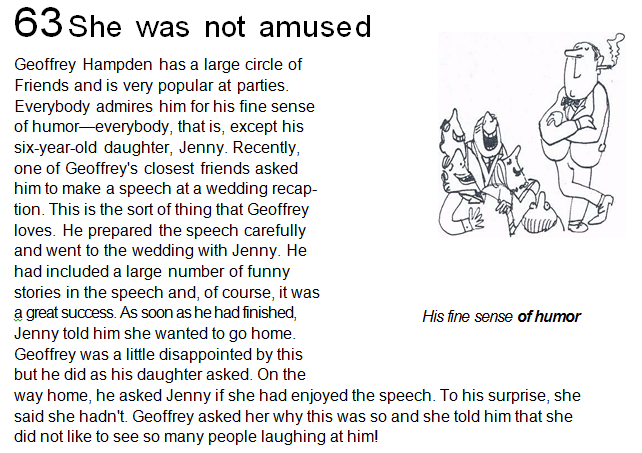 63 She was not amused
Geoffrey Hampden has a large circle of
Friends and is very popular at parties.
Everybody admires him for his fine sense
of humor—everybody, that is, except his
six-year-old daughter, Jenny. Recently,
one of Geoffrey's closest friends asked
him to make a speech at a wedding recap-
tion. This is the sort of thing that Geoffrey
loves. He prepared the speech carefully
and went to the wedding with Jenny. He
had included a large number of funny
stories in the speech and, of course, it was
a great success. As soon as he had finished,
Jenny told him she wanted to go home.
Geoffrey was a little disappointed by this
but he did as his daughter asked. On the
way home, he asked Jenny if she had enjoyed the speech. To his surprise, she
said she hadn't. Geoffrey asked her why this was so and she told him that she
did not like to see so many people laughing at him!
His fine sense of humor